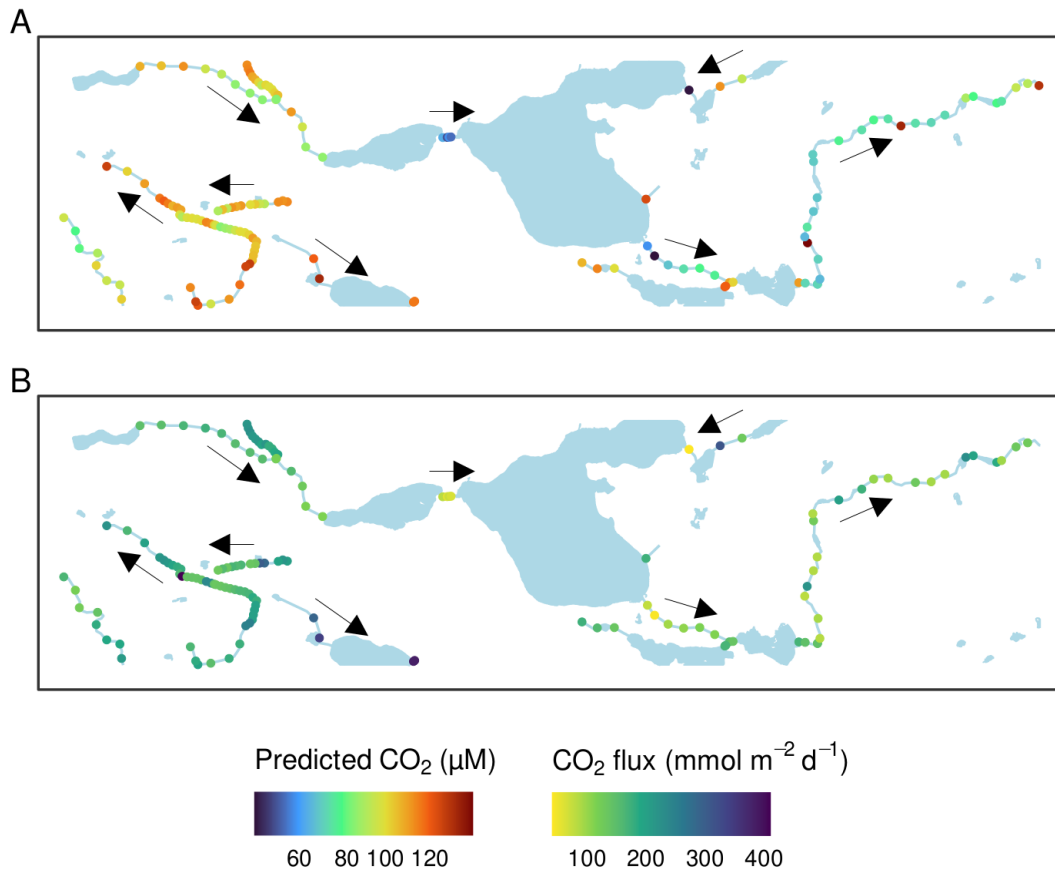 A
B
Predicted CO₂ (µM)
CO₂ flux (mmol m⁻² d⁻¹)
60 80 100 120
100 200 300 400